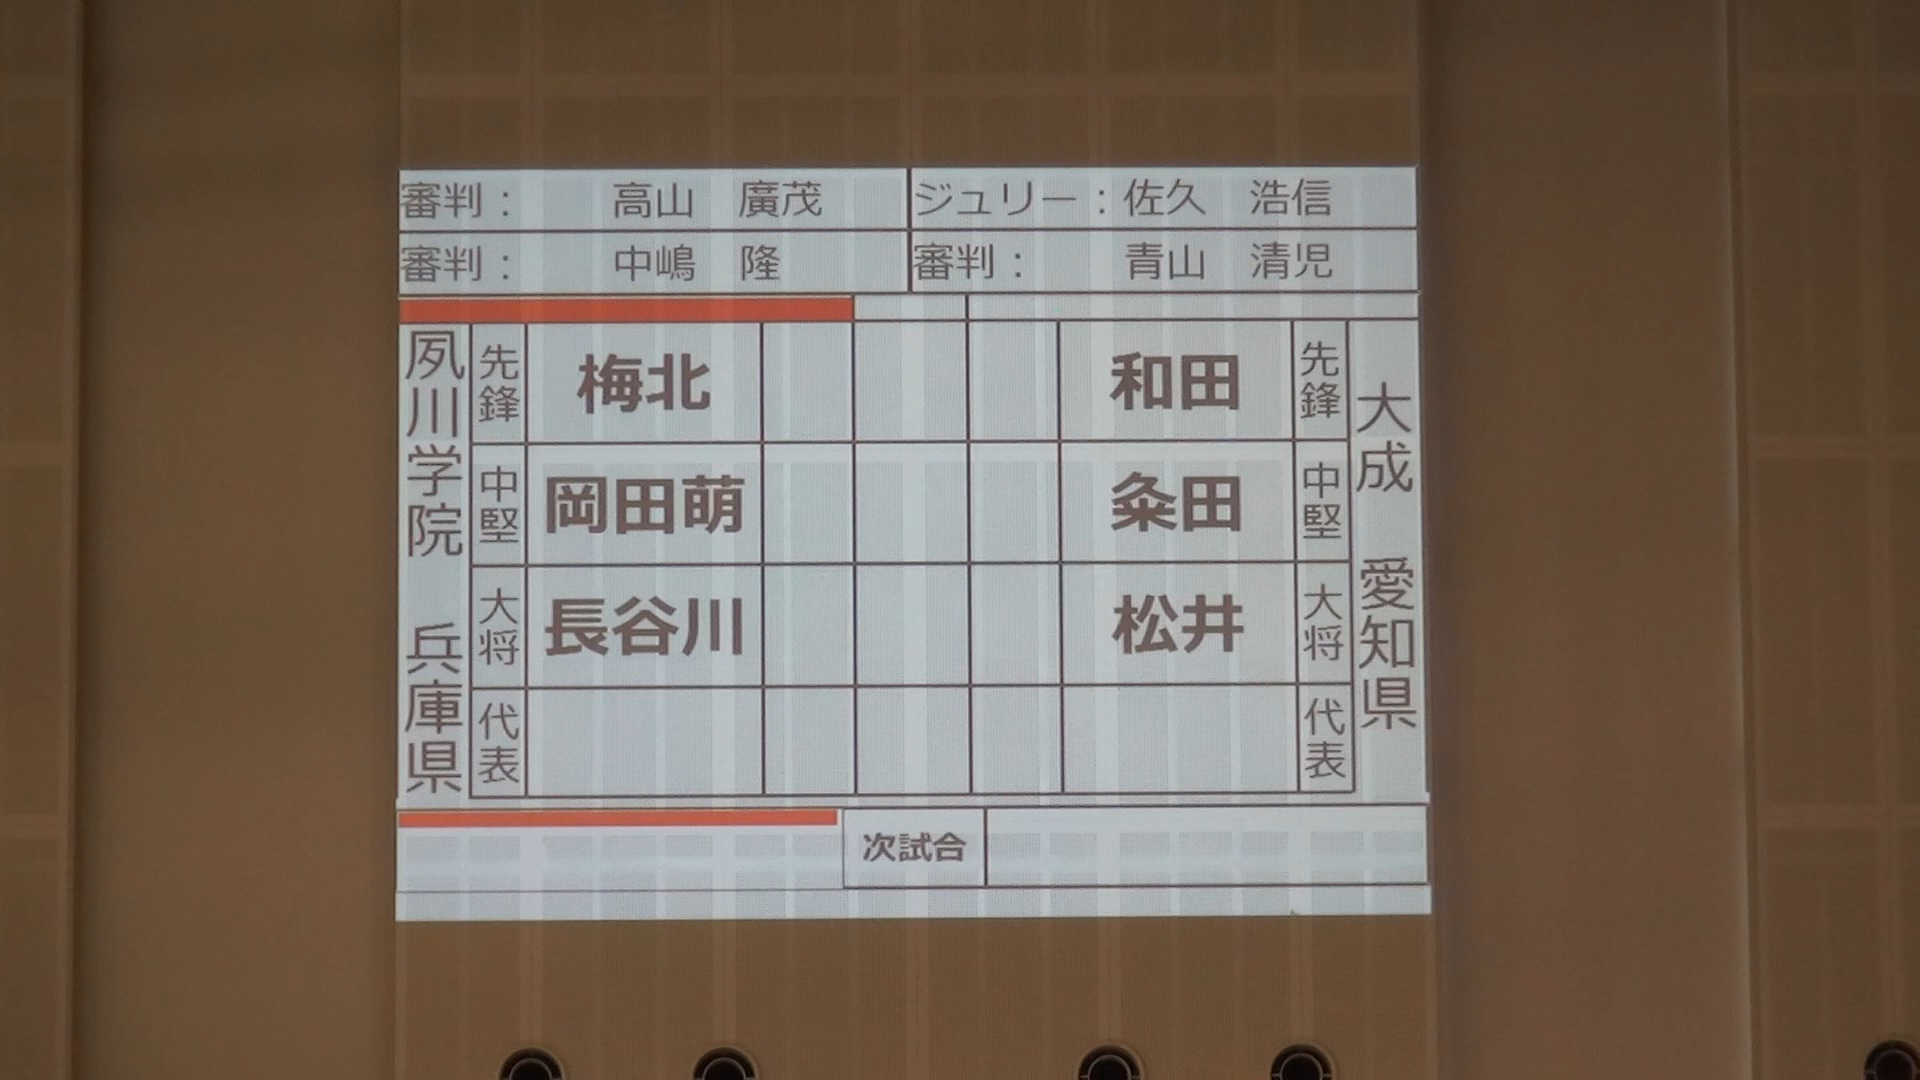 審判： 高山 廣茂 ジュリー：佐久 浩信
審判： 中嶋 隆 審判： 青山 清児
夙川学院 兵庫県
先鋒 梅北 和田 先鋒
中堅 岡田萌 粂田 中堅
大将 長谷川 松井 大将
代表 代表
大成 愛知県
次試合